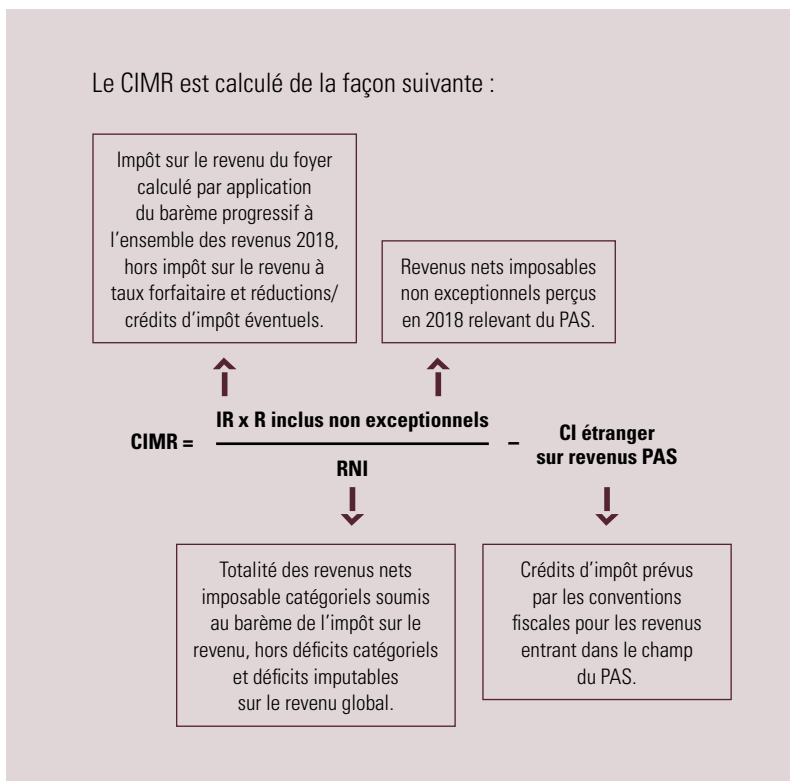 Le CIMR est calculé de la façon suivante :
Impôt sur le revenu du foyer
calculé par application
du barème progressif à
l’ensemble des revenus 2018,
hors impôt sur le revenu à
taux forfaitaire et réductions/
crédits d’impôt éventuels.
Revenus nets imposables
non exceptionnels perçus
en 2018 relevant du PAS.
IR x R inclus non exceptionnels
CIMR =
–
CI étranger
sur revenus PAS
RNI
Totalité des revenus nets
imposable catégoriels soumis
au barème de l’impôt sur le
revenu, hors déficits catégoriels
et déficits imputables
sur le revenu global.
Crédits d’impôt prévus
par les conventions
fiscales pour les revenus
entrant dans le champ
du PAS.